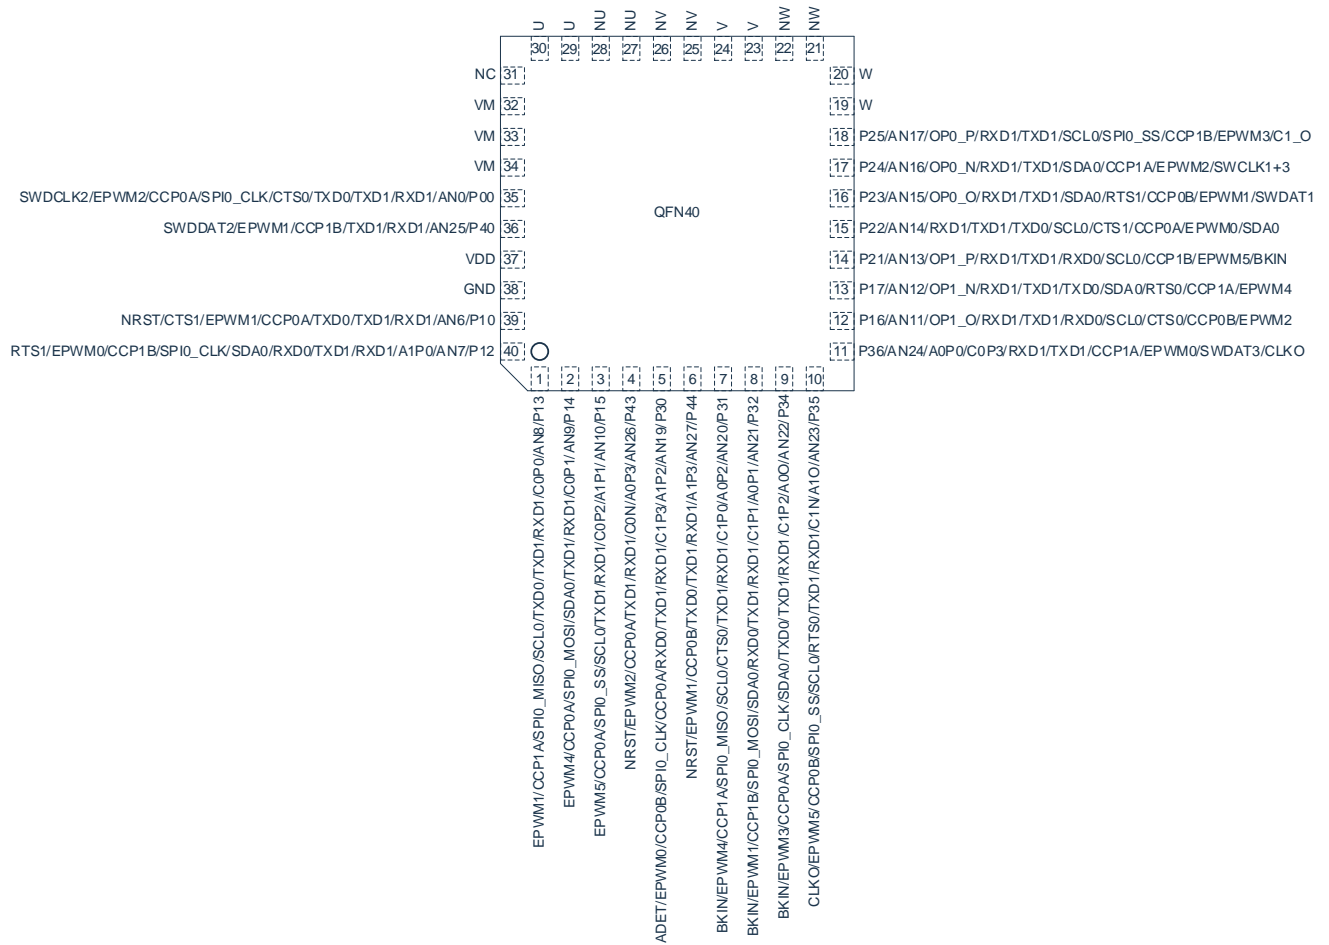 U
U
NU
NU
NV
NV
V
V
NW
NW
30
29
28
27
26
25
24
23
22
21
NC 31
20 W
VM 32
19 W
VM 33
18 P25/AN17/OP0_P/RXD1/TXD1/SCL0/SPI0_SS/CCP1B/EPWM3/C1_O
VM 34
17 P24/AN16/OP0_N/RXD1/TXD1/SDA0/CCP1A/EPWM2/SWCLK1+3
SWDCLK2/EPWM2/CCP0A/SPI0_CLK/CTS0/TXD0/TXD1/RXD1/AN0/P00 35
16 P23/AN15/OP0_O/RXD1/TXD1/SDA0/RTS1/CCP0B/EPWM1/SWDAT1
QFN40
SWDDAT2/EPWM1/CCP1B/TXD1/RXD1/AN25/P40 36
15 P22/AN14/RXD1/TXD1/TXD0/SCL0/CTS1/CCP0A/EPWM0/SDA0
VDD 37
14 P21/AN13/OP1_P/RXD1/TXD1/RXD0/SCL0/CCP1B/EPWM5/BKIN
GND 38
13 P17/AN12/OP1_N/RXD1/TXD1/TXD0/SDA0/RTS0/CCP1A/EPWM4
NRST/CTS1/EPWM1/CCP0A/TXD0/TXD1/RXD1/AN6/P10 39
12 P16/AN11/OP1_O/RXD1/TXD1/RXD0/SCL0/CTS0/CCP0B/EPWM2
RTS1/EPWM0/CCP1B/SPI0_CLK/SDA0/RXD0/TXD1/RXD1/A1P0/AN7/P12 40
11 P36/AN24/A0P0/C0P3/RXD1/TXD1/CCP1A/EPWM0/SWDAT3/CLKO
1
2
3
4
5
6
7
8
9
10
EPWM1/CCP1A/SPI0_MISO/SCL0/TXD0/TXD1/RXD1/C0P0/AN8/P13
EPWM4/CCP0A/SPI0_MOSI/SDA0/TXD1/RXD1/C0P1/AN9/P14
EPWM5/CCP0A/SPI0_SS/SCL0/TXD1/RXD1/C0P2/A1P1/AN10/P15
NRST/EPWM2/CCP0A/TXD1/RXD1/C0N/A0P3/AN26/P43
ADET/EPWM0/CCP0B/SPI0_CLK/CCP0A/RXD0/TXD1/RXD1/C1P3/A1P2/AN19/P30
NRST/EPWM1/CCP0B/TXD0/TXD1/RXD1/A1P3/AN27/P44
BKIN/EPWM4/CCP1A/SPI0_MISO/SCL0/CTS0/TXD1/RXD1/C1P0/A0P2/AN20/P31
BKIN/EPWM1/CCP1B/SPI0_MOSI/SDA0/RXD0/TXD1/RXD1/C1P1/A0P1/AN21/P32
BKIN/EPWM3/CCP0A/SPI0_CLK/SDA0/TXD0/TXD1/RXD1/C1P2/A0O/AN22/P34
CLKO/EPWM5/CCP0B/SPI0_SS/SCL0/RTS0/TXD1/RXD1/C1N/A1O/AN23/P35